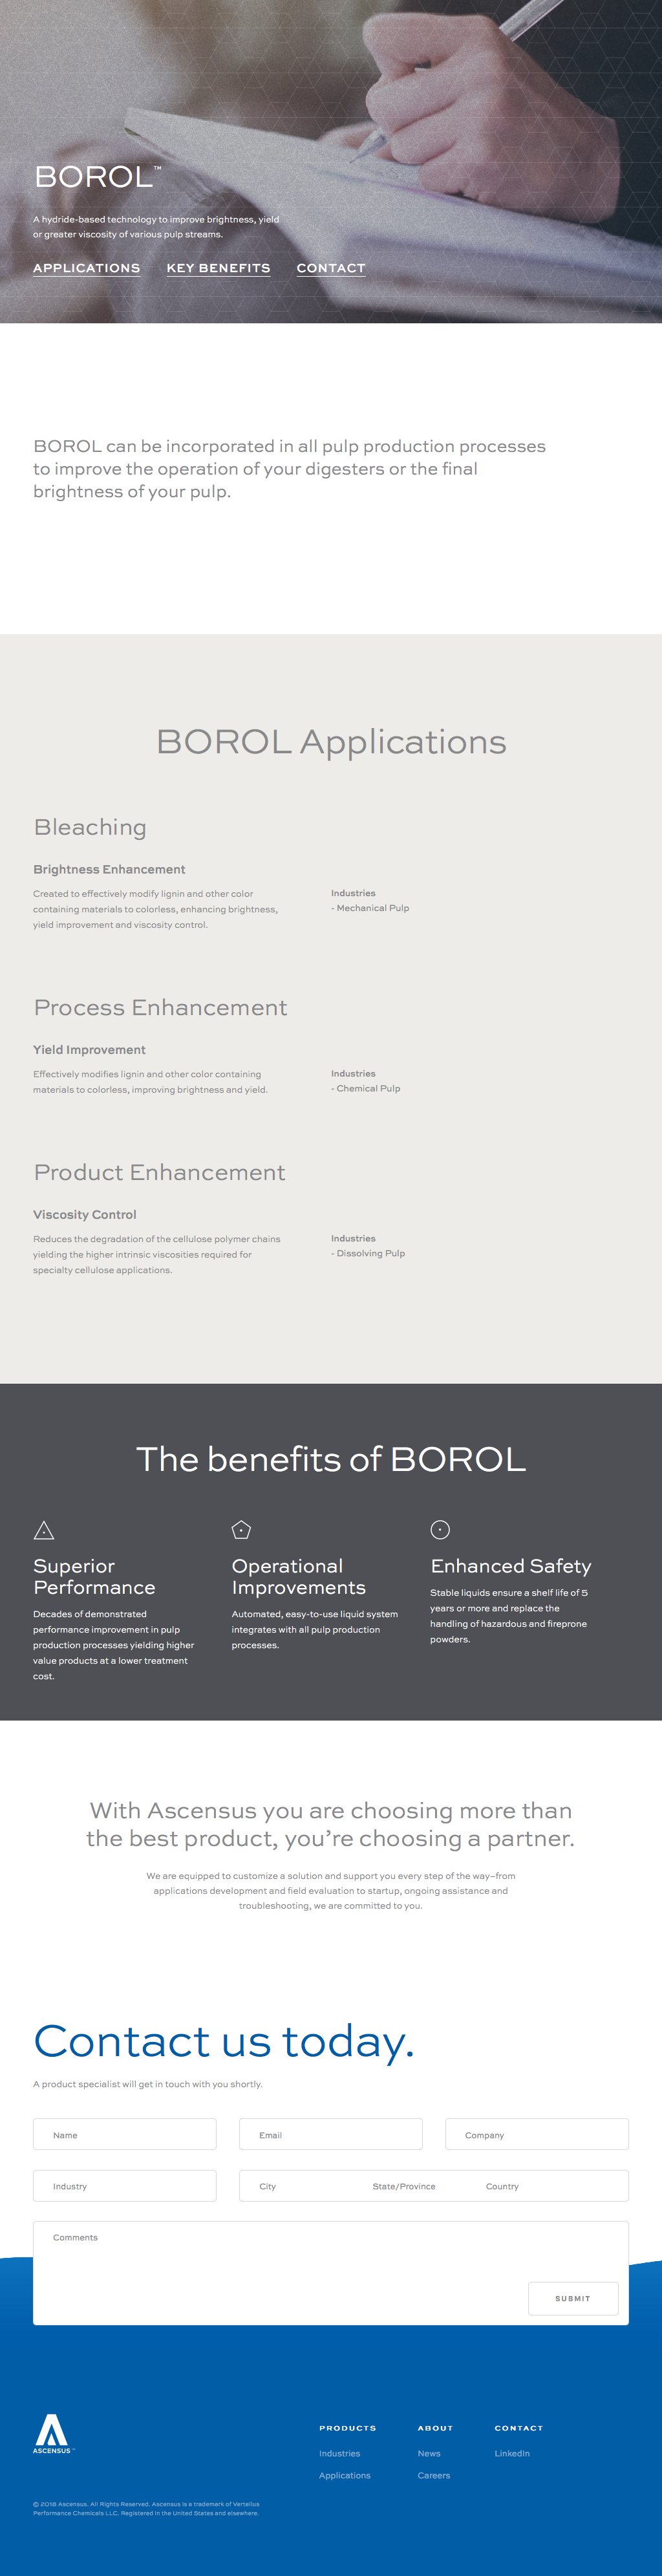 BOROL™
A hydride-based technology to improve brightness, yield
or greater viscosity of various pulp streams.
APPLICATIONS KEY BENEFITS CONTACT
BOROL can be incorporated in all pulp production processes
to improve the operation of your digesters or the final
brightness of your pulp.
BOROL Applications
Bleaching
Brightness Enhancement
Created to effectively modify lignin and other color
containing materials to colorless, enhancing brightness,
yield improvement and viscosity control.
Industries
- Mechanical Pulp
Process Enhancement
Yield Improvement
Effectively modifies lignin and other color containing
materials to colorless, improving brightness and yield.
Industries
- Chemical Pulp
Product Enhancement
Viscosity Control
Reduces the degradation of the cellulose polymer chains
yielding the higher intrinsic viscosities required for
specialty cellulose applications.
Industries
- Dissolving Pulp
The benefits of BOROL
Superior
Performance
Decades of demonstrated
performance improvement in pulp
production processes yielding higher
value products at a lower treatment
cost.
Operational
Improvements
Automated, easy-to-use liquid system
integrates with all pulp production
processes.
Enhanced Safety
Stable liquids ensure a shelf life of 5
years or more and replace the
handling of hazardous and fireprone
powders.
With Ascensus you are choosing more than
the best product, you’re choosing a partner.
We are equipped to customize a solution and support you every step of the way–from
applications development and field evaluation to startup, ongoing assistance and
troubleshooting, we are committed to you.
Contact us today.
A product specialist will get in touch with you shortly.
Name Email Company
Industry City State/Province Country
Comments
SUBMIT
ASCENSUS™
PRODUCTS
Industries
Applications
ABOUT
News
Careers
CONTACT
LinkedIn
© 2018 Ascensus. All Rights Reserved. Ascensus is a trademark of Vertellus
Performance Chemicals LLC. Registered in the United States and elsewhere.